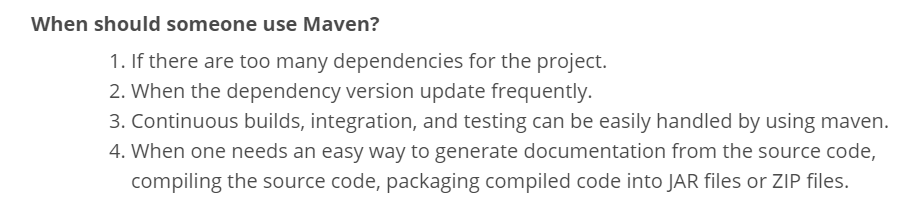 When should someone use Maven?
1. If there are too many dependencies for the project.
2. When the dependency version update frequently.
3. Continuous builds, integration, and testing can be easily handled by using maven.
4. When one needs an easy way to generate documentation from the source code,
compiling the source code, packaging compiled code into JAR files or ZIP files.